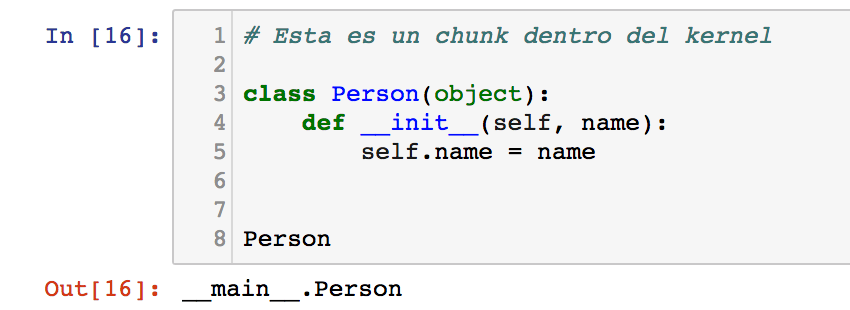 In [16]:
1 # Esta es un chunk dentro del kernel
2
3 class Person(object):
4     def __init__(self, name):
5         self.name = name
6
7
8 Person
Out[16]: __main__.Person